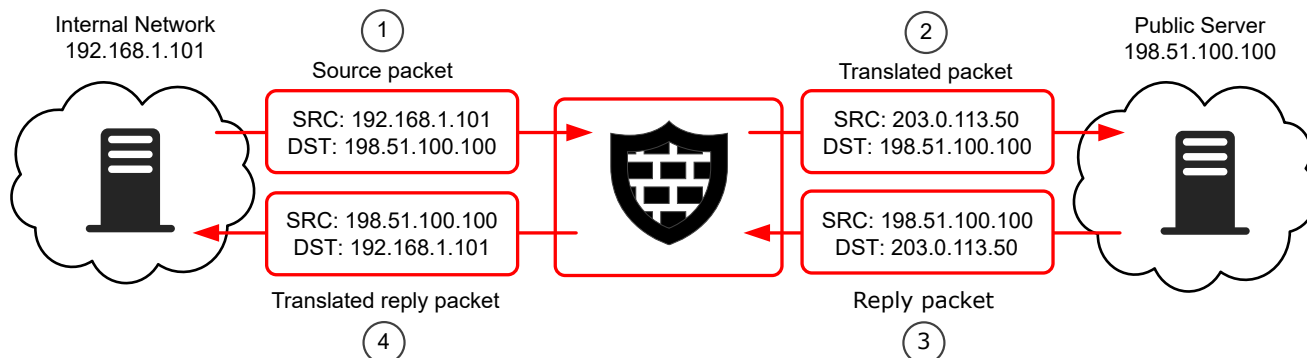 Internal Network
192.168.1.101
1
Source packet
SRC: 192.168.1.101
DST: 198.51.100.100
2
Translated packet
SRC: 203.0.113.50
DST: 198.51.100.100
Public Server
198.51.100.100
SRC: 198.51.100.100
DST: 192.168.1.101
Translated reply packet
4
SRC: 198.51.100.100
DST: 203.0.113.50
Reply packet
3